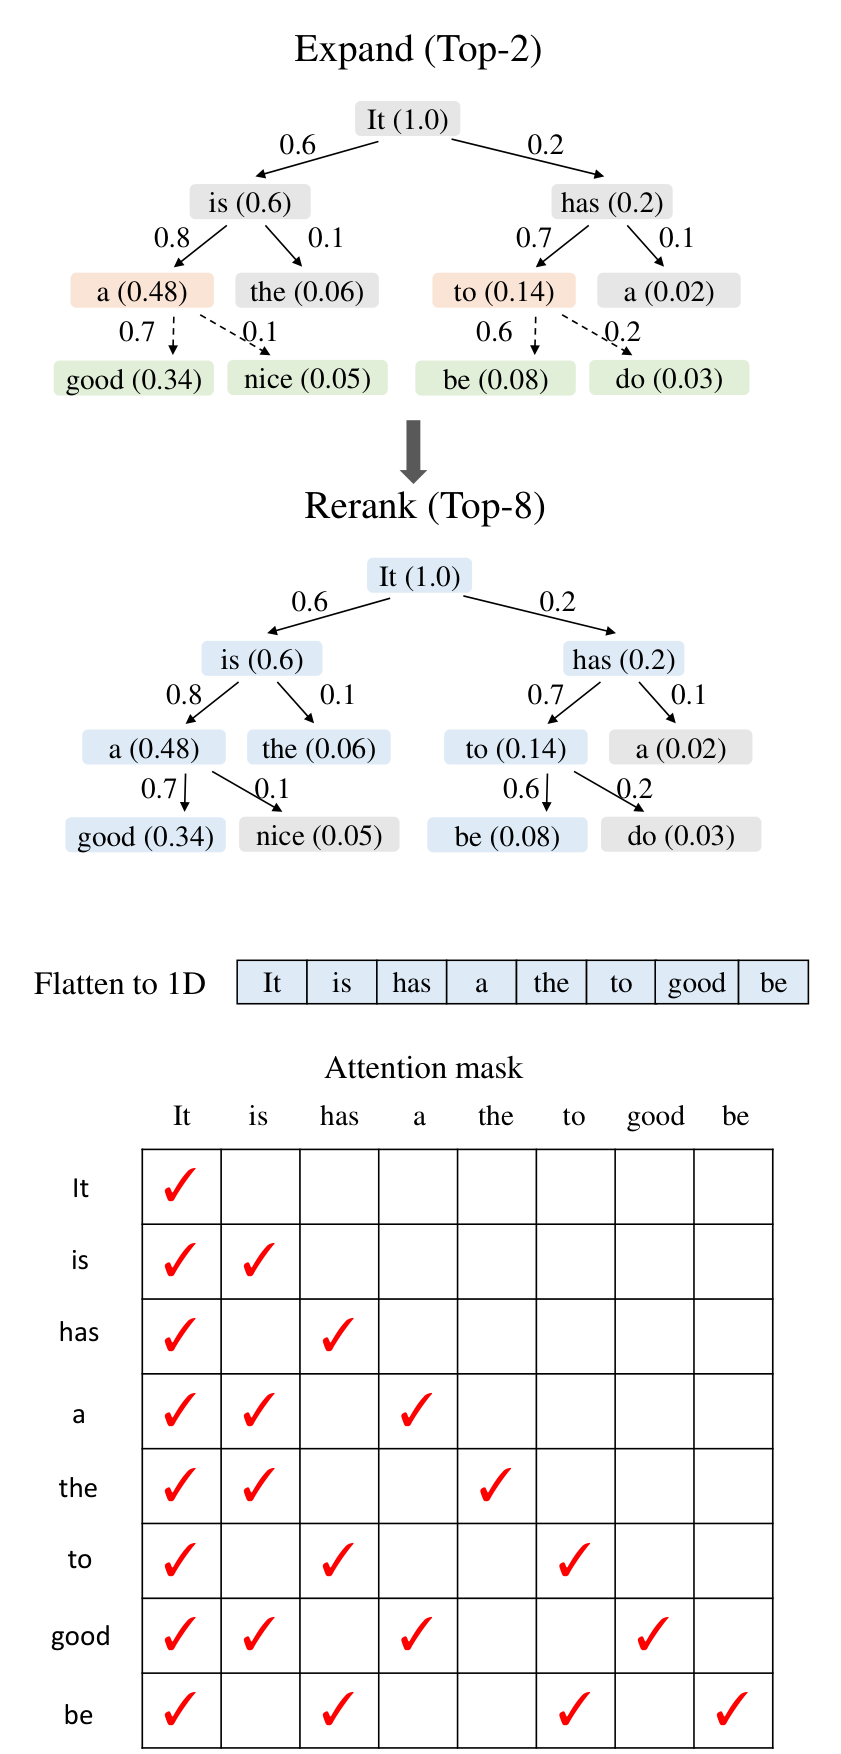 Expand (Top-2)
It (1.0)
0.6 0.2
is (0.6) has (0.2)
0.8 0.1 0.7 0.1
a (0.48) the (0.06) to (0.14) a (0.02)
0.7 0.1 0.6 0.2
good (0.34) nice (0.05) be (0.08) do (0.03)
Rerank (Top-8)
It (1.0)
0.6 0.2
is (0.6) has (0.2)
0.8 0.1 0.7 0.1
a (0.48) the (0.06) to (0.14) a (0.02)
0.7 0.1 0.6 0.2
good (0.34) nice (0.05) be (0.08) do (0.03)
Flatten to 1D It is has a the to good be
Attention mask
It is has a the to good be
It ✓
is ✓ ✓
has ✓ ✓
a ✓ ✓ ✓
the ✓ ✓ ✓
to ✓ ✓ ✓
good ✓ ✓ ✓ ✓
be ✓ ✓ ✓ ✓